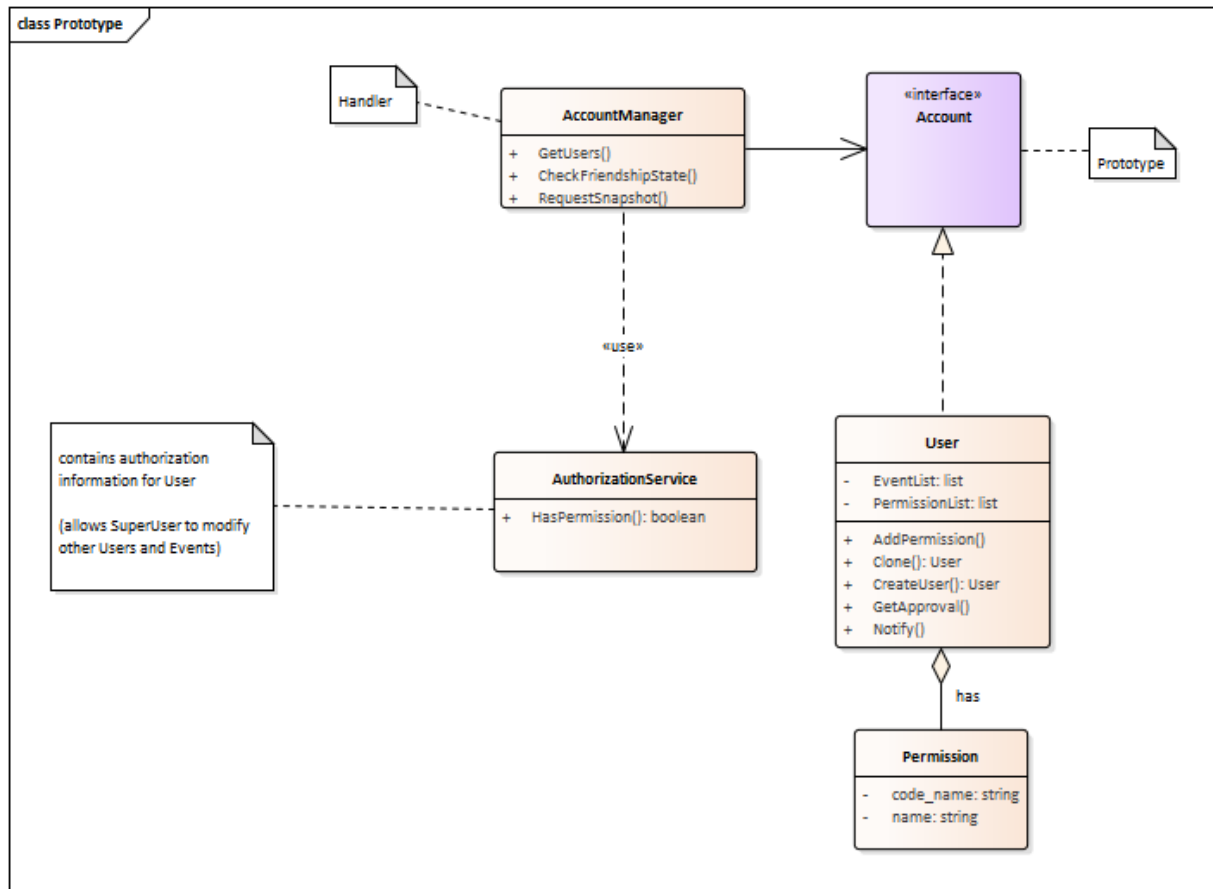 class Prototype
Handler
AccountManager
+ GetUsers()
+ CheckFriendshipState()
+ RequestSnapshot()
«interface»
Account
Prototype
«use»
contains authorization
information for User
(allows SuperUser to modify
other Users and Events)
AuthorizationService
+ HasPermission(): boolean
User
- EventList: list
- PermissionList: list
+ AddPermission()
+ Clone(): User
+ CreateUser(): User
+ GetApproval()
+ Notify()
has
Permission
- code_name: string
- name: string